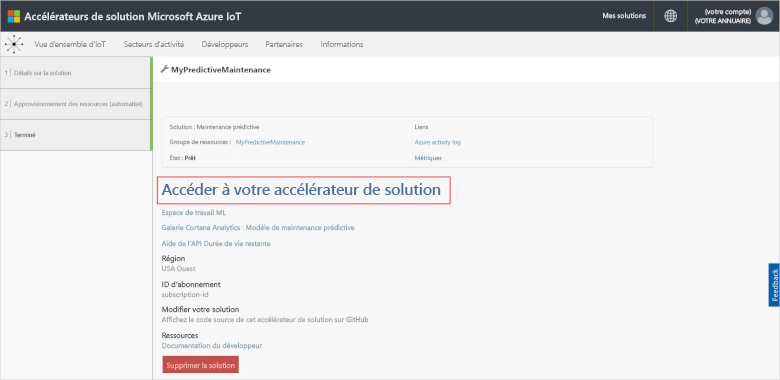 Accélérateurs de solution Microsoft Azure IoT
Mes solutions
(votre compte)
(VOTRE ANNUAIRE)
Vue d'ensemble d'IoT
Secteurs d'activité
Développeurs
Partenaires
Informations
1 Détails sur la solution
2 Approvisionnement des ressources (automatisé)
3 Terminé
MyPredictiveMaintenance
Solution : Maintenance prédictive
Liens
Groupe de ressources : MyPredictiveMaintenance
Azure activity log
État : Prêt
Métriques
Accéder à votre accélérateur de solution
Espace de travail ML
Galerie Cortana Analytics : Modèle de maintenance prédictive
Aide de l'API Durée de vie restante
Région
USA Ouest
ID d'abonnement
subscription-id
Modifier votre solution
Affichez le code source de cet accélérateur de solution sur GitHub
Ressources
Documentation du développeur
Supprimer la solution
Feedback